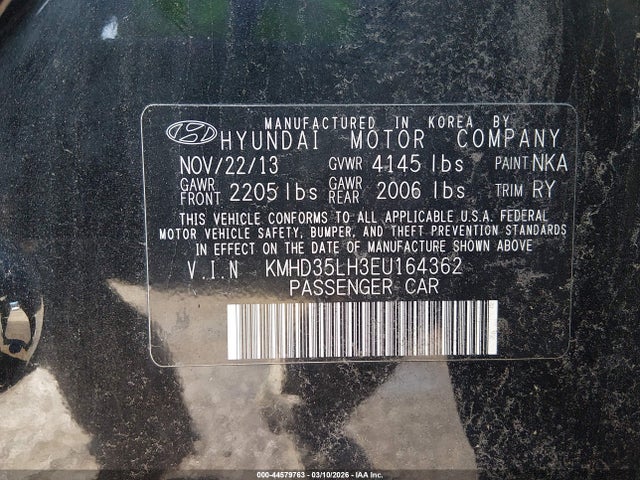 MANUFACTURED IN KOREA BY
HYUNDAI MOTOR COMPANY
NOV/22/13 GVWR 4145 lbs PAINT NKA
GAWR FRONT 2205 lbs GAWR REAR 2006 lbs TRIM RY
THIS VEHICLE CONFORMS TO ALL APPLICABLE U.S.A. FEDERAL
MOTOR VEHICLE SAFETY, BUMPER, AND THEFT PREVENTION STANDARDS
IN EFFECT ON THE DATE OF MANUFACTURE SHOWN ABOVE
V.I.N KMHD35LH3EU164362
PASSENGER CAR
000-44579763 - 03/10/2026 - IAA Inc.